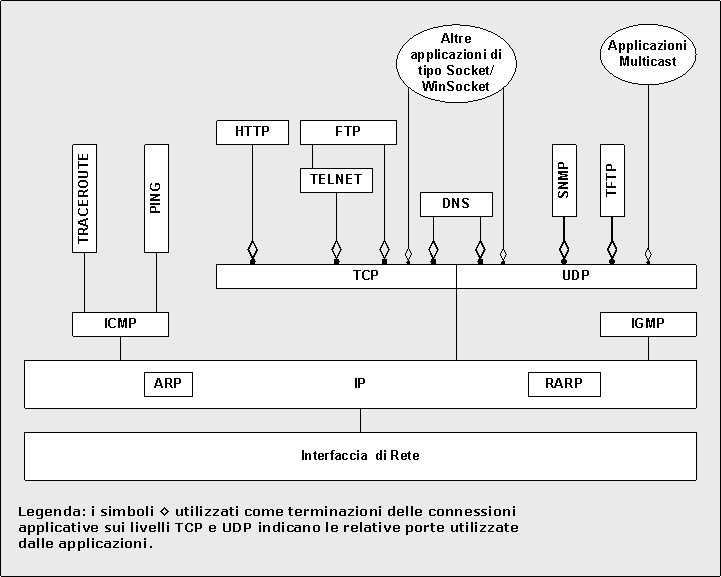 Altre
applicazioni di
tipo Socket/
WinSocket
Applicazioni
Multicast
HTTP
FTP
TRACEROUTE
PING
TELNET
SNMP
TFTP
DNS
TCP
UDP
ICMP
IGMP
ARP
IP
RARP
Interfaccia di Rete
Legenda: i simboli ◊ utilizzati come terminazioni delle connessioni
applicative sui livelli TCP e UDP indicano le relative porte utilizzate
dalle applicazioni.